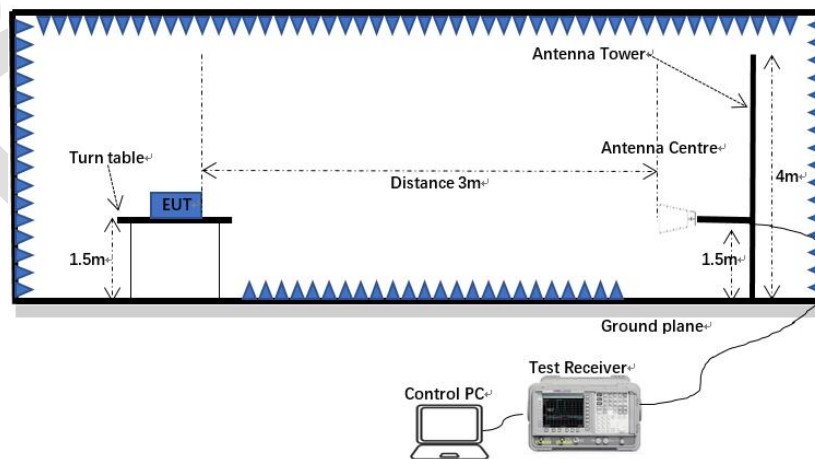 Antenna Tower
Turn table
Antenna Centre
Distance 3m
4m
EUT
1.5m
1.5m
Ground plane
Test Receiver
Control PC